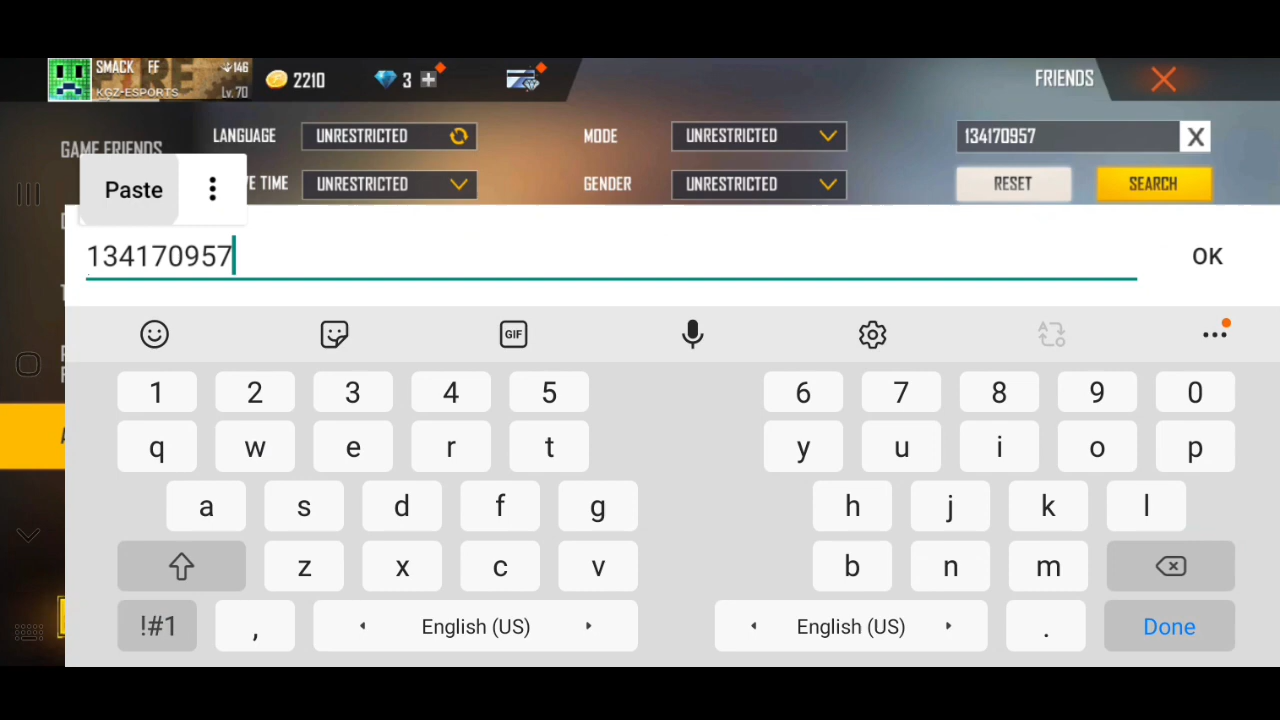 SMACK FF
146
KGZ-ESPORTS
Lv. 70
2210
3
FRIENDS
GAME FRIENDS
LANGUAGE
UNRESTRICTED
MODE
UNRESTRICTED
134170957
X
Paste
E TIME
UNRESTRICTED
GENDER
UNRESTRICTED
RESET
SEARCH
134170957
OK
GIF
1 2 3 4 5 6 7 8 9 0
q w e r t y u i o p
a s d f g h j k l
z x c v b n m
!#1 , English (US) English (US) . Done